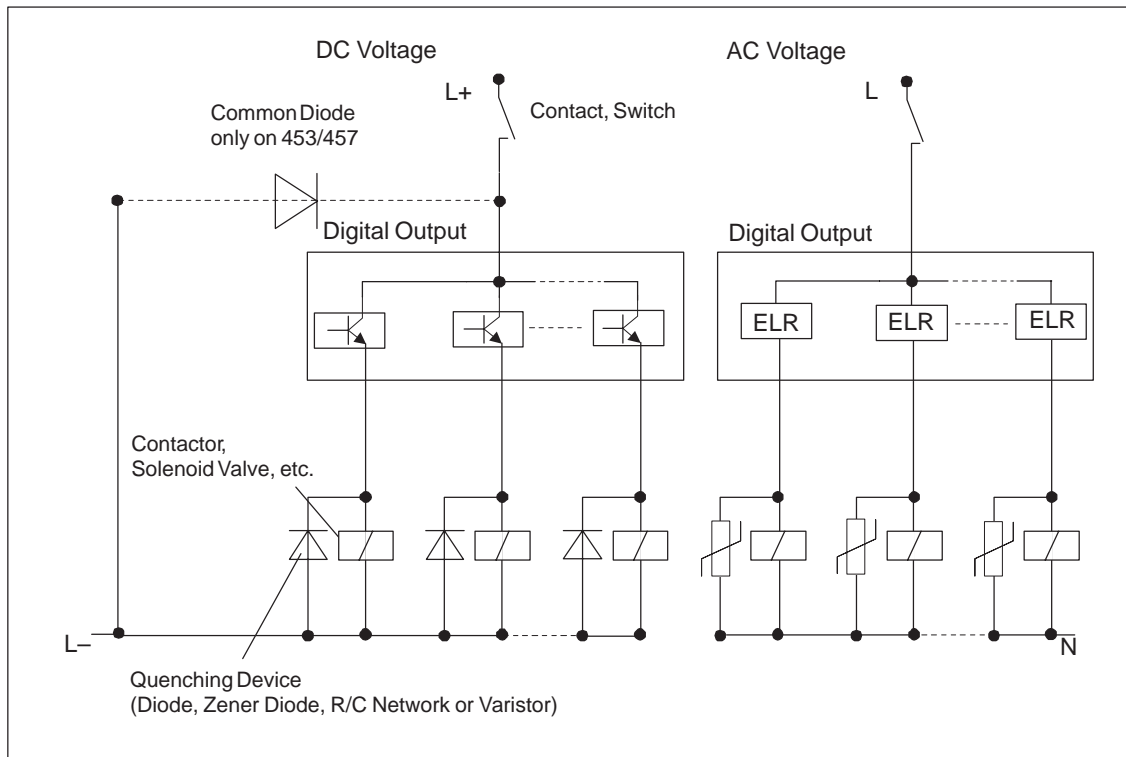 DC Voltage
AC Voltage
L+
L
Contact, Switch
Common Diode
only on 453/457
Digital Output
Digital Output
ELR
ELR
ELR
Contactor,
Solenoid Valve, etc.
L–
N
Quenching Device
(Diode, Zener Diode, R/C Network or Varistor)